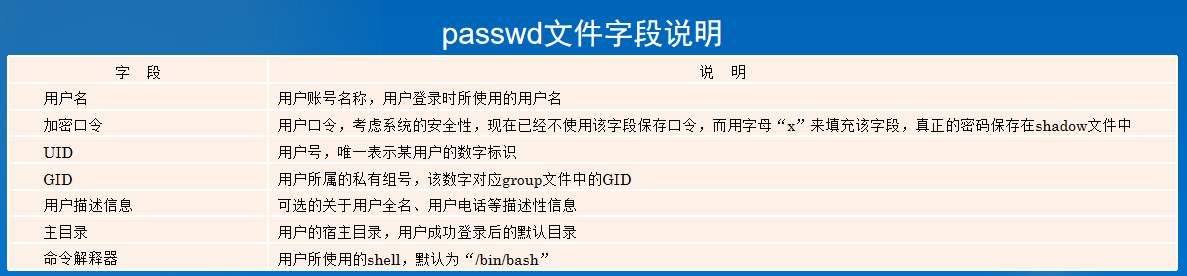 passwd文件字段说明
字 段 说 明
用户名 用户账号名称，用户登录时所使用的用户名
加密口令 用户口令，考虑系统的安全性，现在已经不使用该字段保存口令，而用字母“x”来填充该字段，真正的密码保存在shadow文件中
UID 用户号，唯一表示某用户的数字标识
GID 用户所属的私有组号，该数字对应group文件中的GID
用户描述信息 可选的关于用户全名、用户电话等描述性信息
主目录 用户的宿主目录，用户成功登录后的默认目录
命令解释器 用户所使用的shell，默认为“/bin/bash”